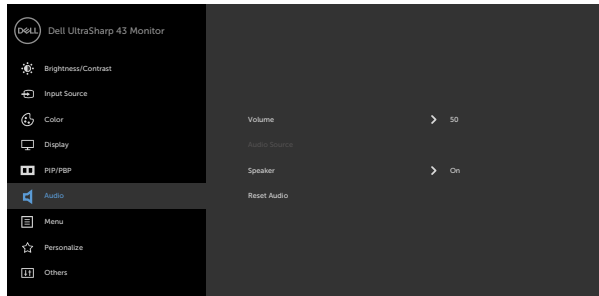 DELL Dell UltraSharp 43 Monitor
Brightness/Contrast
Input Source
Color
Volume 50
Display
Audio Source
PIP/PBP
Speaker On
Audio
Reset Audio
Menu
Personalize
Others